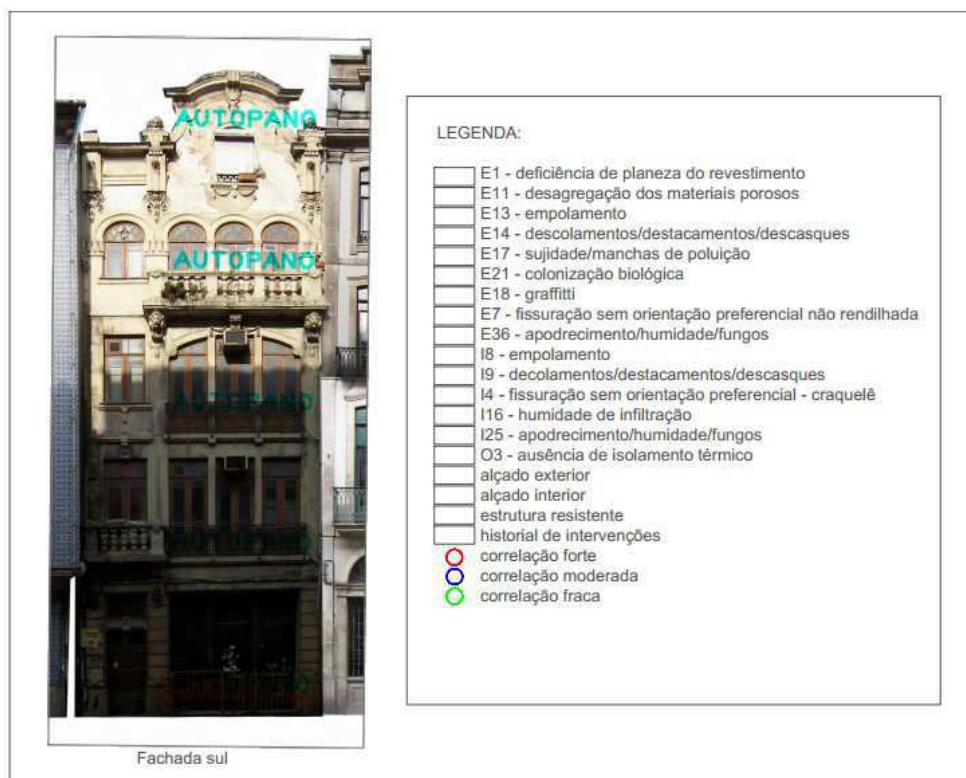 AUTOPANO
AUTOPANO
AUTOPANO
AUTOPANO
Fachada sul
LEGENDA:
E1 - deficiência de planeza do revestimento
E11 - desagregação dos materiais porosos
E13 - empolamento
E14 - descolamentos/destacamentos/descasques
E17 - sujidade/manchas de poluição
E21 - colonização biológica
E18 - graffitti
E7 - fissuração sem orientação preferencial não rendilhada
E36 - apodrecimento/humidade/fungos
I8 - empolamento
I9 - decolamentos/destacamentos/descasques
I4 - fissuração sem orientação preferencial - craquelê
I16 - humidade de infiltração
I25 - apodrecimento/humidade/fungos
O3 - ausência de isolamento térmico
alçado exterior
alçado interior
estrutura resistente
historial de intervenções
correlação forte
correlação moderada
correlação fraca